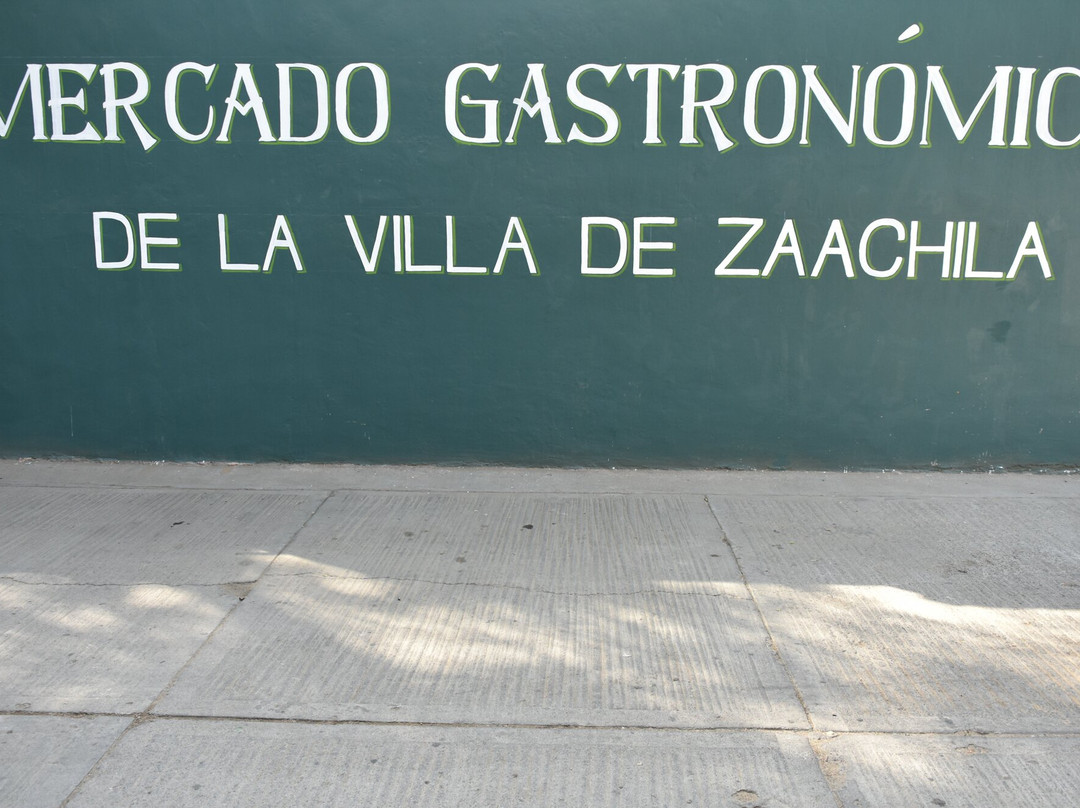 MERCADO GASTRONÓMIC
DE LA VILLA DE ZAACHILA